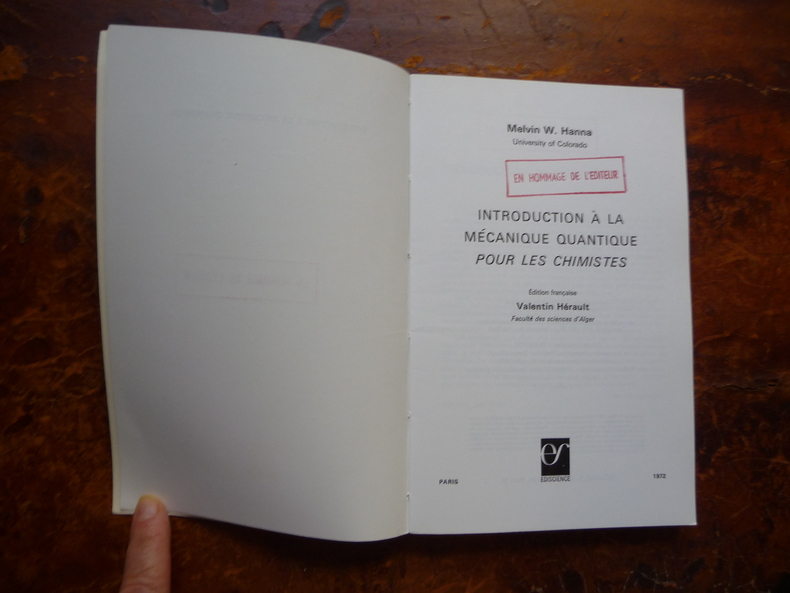 Melvin W. Hanna
University of Colorado
EN HOMMAGE DE L'EDITEUR
INTRODUCTION À LA
MÉCANIQUE QUANTIQUE
POUR LES CHIMISTES
Édition française
Valentin Hérault
Faculté des sciences d'Alger
es
EDISCIENCE
PARIS
1972